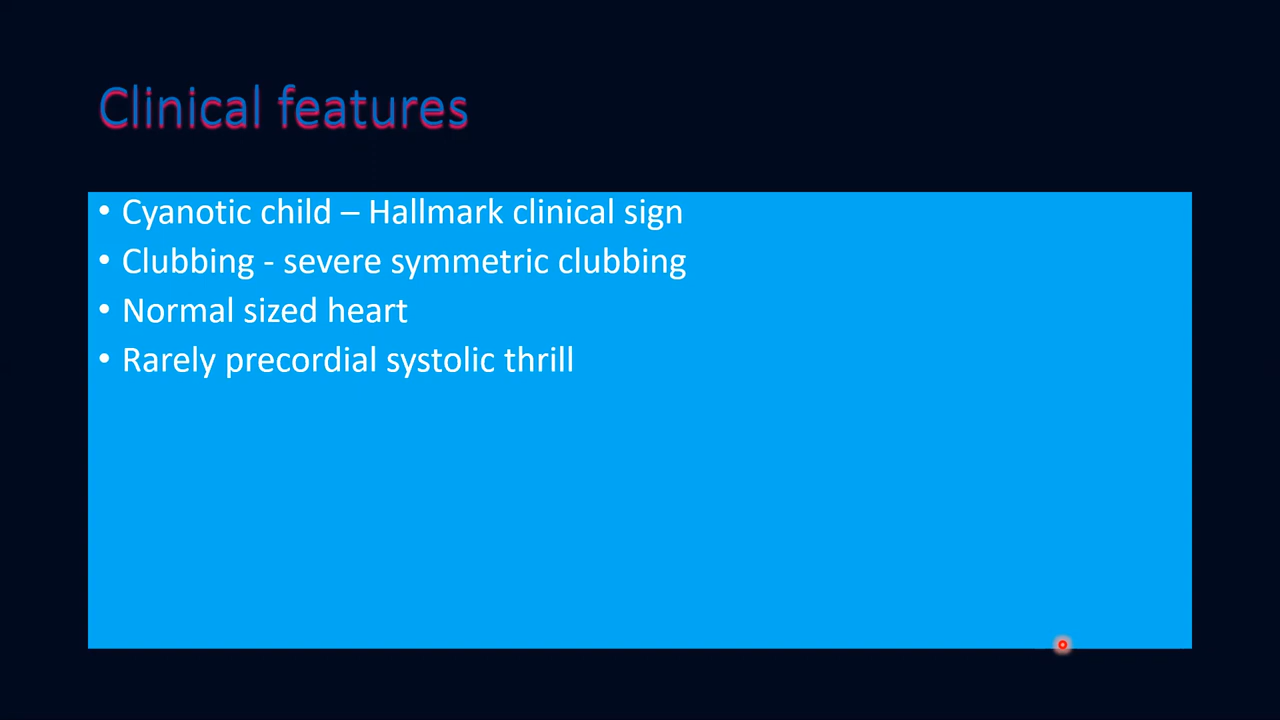 Clinical features
• Cyanotic child – Hallmark clinical sign
• Clubbing - severe symmetric clubbing
• Normal sized heart
• Rarely precordial systolic thrill